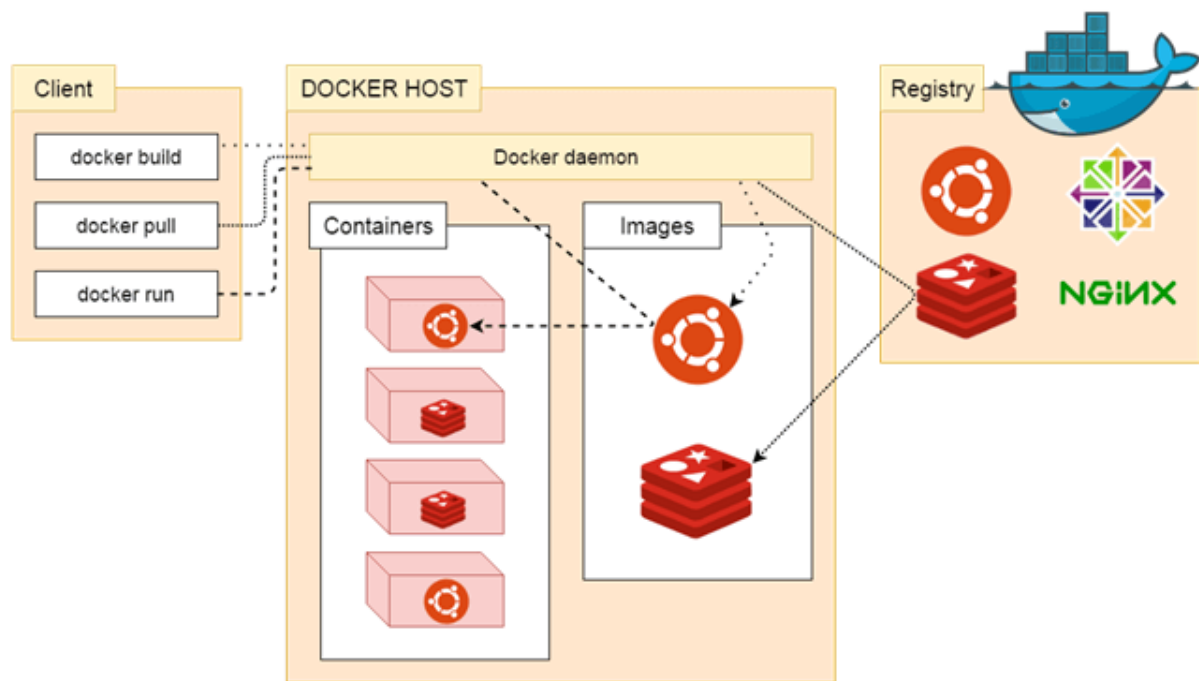 Client
docker build
docker pull
docker run
DOCKER HOST
Docker daemon
Containers
Images
Registry
NGiNX